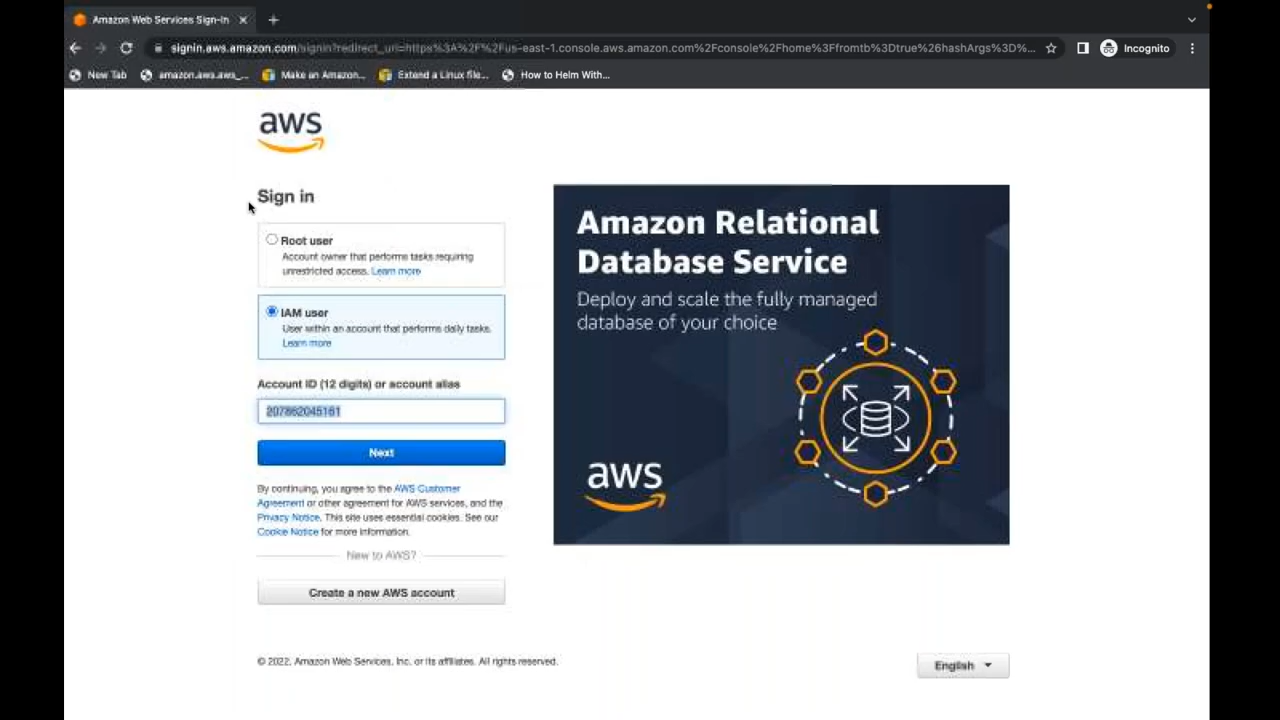 Amazon Web Services Sign-In
signin.aws.amazon.com/signin?redirect_uri=https%3A%2F%2Fus-east-1.console.aws.amazon.com%2Fconsole%2Fhome%3Ffromtb%3Dtrue%26hashArgs%3D%...
Incognito
New Tab
amazon.aws.aws_...
Make an Amazon...
Extend a Linux file...
How to Helm With...
aws
Sign in
Root user
Account owner that performs tasks requiring
unrestricted access. Learn more
IAM user
User within an account that performs daily tasks.
Learn more
Account ID (12 digits) or account alias
207862045161
Next
By continuing, you agree to the AWS Customer
Agreement or other agreement for AWS services, and the
Privacy Notice. This site uses essential cookies. See our
Cookie Notice for more information.
New to AWS?
Create a new AWS account
Amazon Relational
Database Service
Deploy and scale the fully managed
database of your choice
aws
© 2022, Amazon Web Services, Inc. or its affiliates. All rights reserved.
English